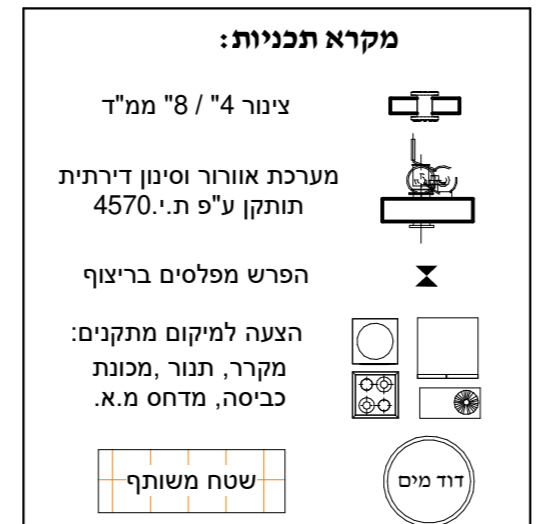 מקרא תכניות:
צינור 4" / 8" ממ"ד
מערכת אוורור וסינון דירתית
תותקן ע"פ ת.י.4570
הפרש מפלסים בריצוף
הצעה למיקום מתקנים:
מקרר, תנור ,מכונת
כביסה, מדחס מ.א.
שטח משותף
דוד מים